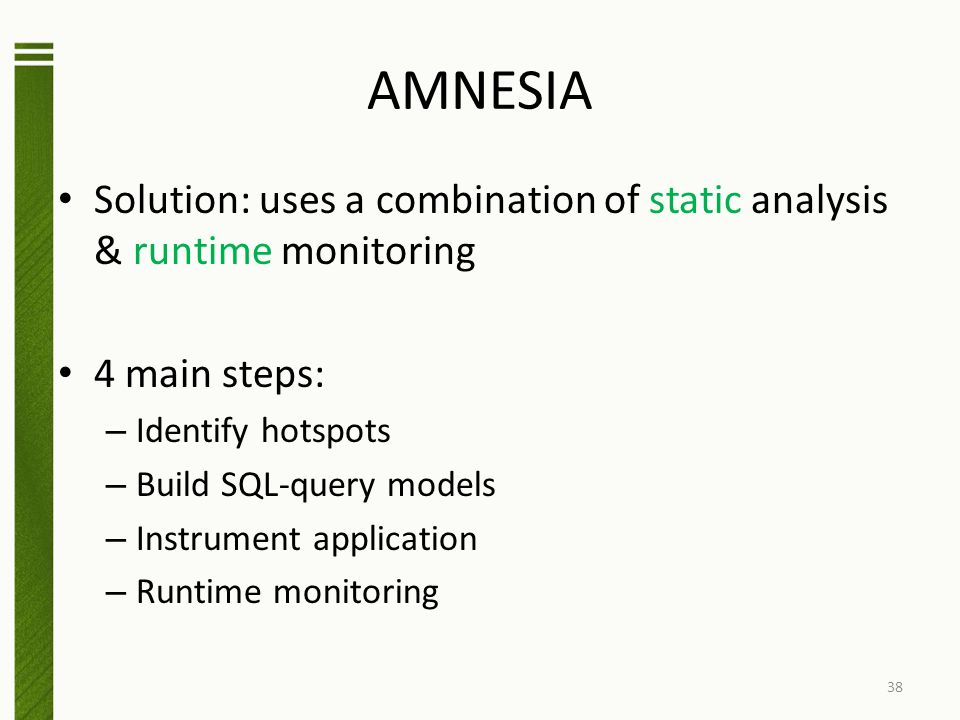 AMNESIA
• Solution: uses a combination of static analysis
& runtime monitoring
• 4 main steps:
– Identify hotspots
– Build SQL-query models
– Instrument application
– Runtime monitoring
38